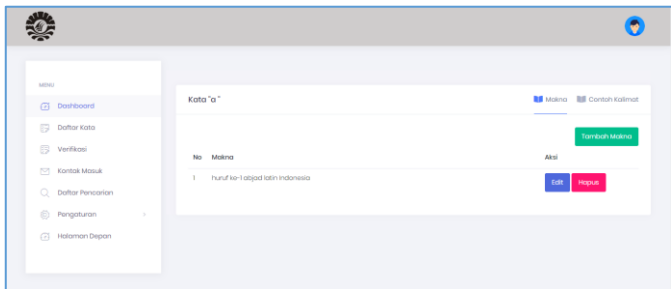 MENU
Dashboard
Daftar Kata
Verifikasi
Kontak Masuk
Daftar Pencarian
Pengaturan
Halaman Depan
Kata "a"
Makna Contoh Kalimat
Tambah Makna
No Makna Aksi
1 huruf ke-1 abjad latin indonesia Edit Hapus